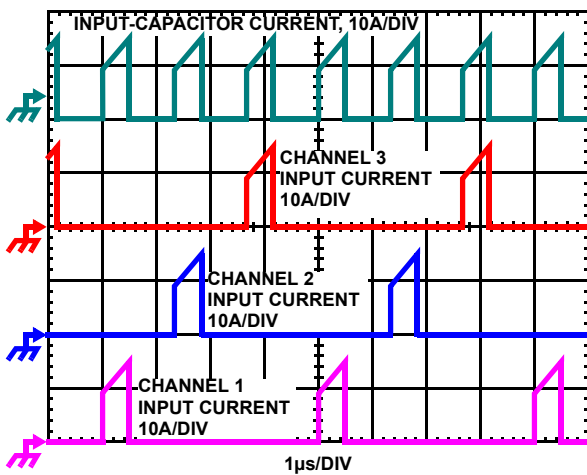 INPUT-CAPACITOR CURRENT, 10A/DIV
CHANNEL 3
INPUT CURRENT
10A/DIV
CHANNEL 2
INPUT CURRENT
10A/DIV
CHANNEL 1
INPUT CURRENT
10A/DIV
1µs/DIV